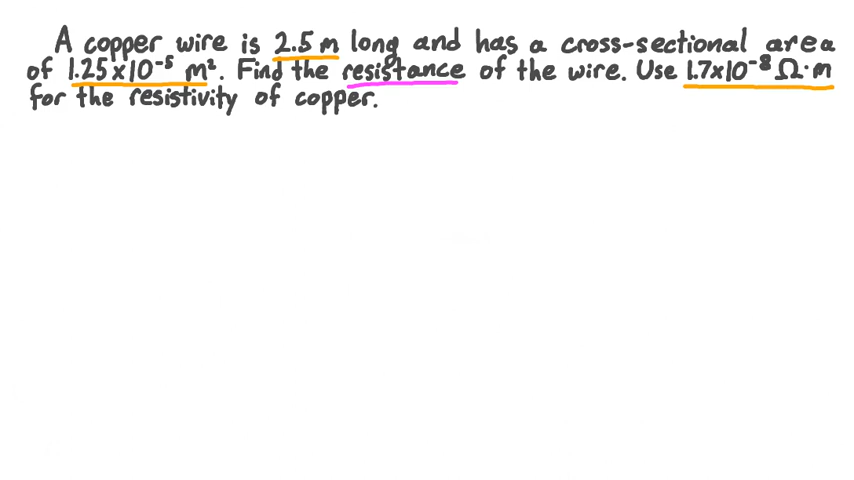 A copper wire is 2.5 m long and has a cross-sectional area
of 1.25x10⁻⁵ m². Find the resistance of the wire. Use 1.7x10⁻⁸ Ω·m
for the resistivity of copper.